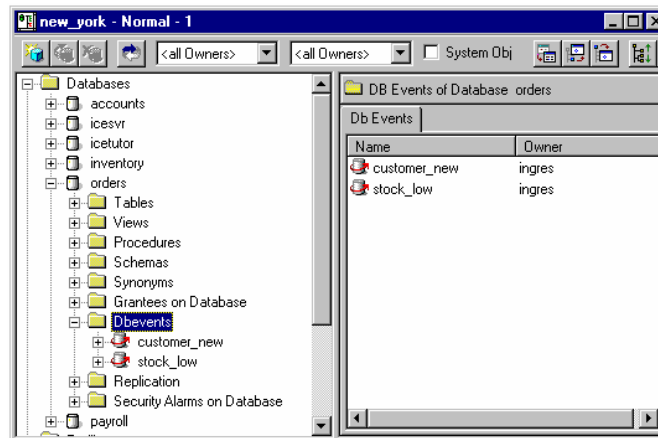 new_york - Normal - 1
<all Owners> <all Owners> System Obj
Databases
accounts
icesvr
icetutor
inventory
orders
Tables
Views
Procedures
Schemas
Synonyms
Grantees on Database
Dbevents
customer_new
stock_low
Replication
Security Alarms on Database
payroll
DB Events of Database orders
Db Events
Name Owner
customer_new ingres
stock_low ingres